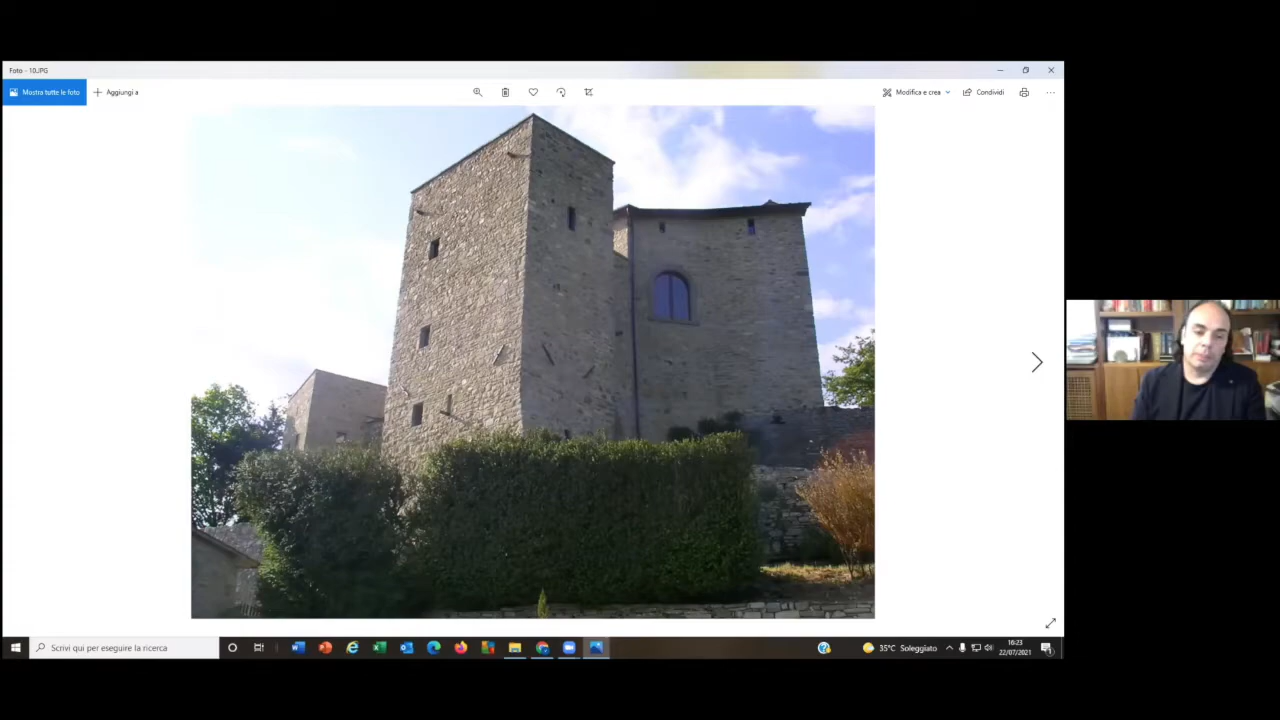 Foto - 10.JPG
Mostra tutte le foto
Aggiungi a
Modifica e crea
Condividi
Scrivi qui per eseguire la ricerca
35°C Soleggiato
16:23
22/07/2021